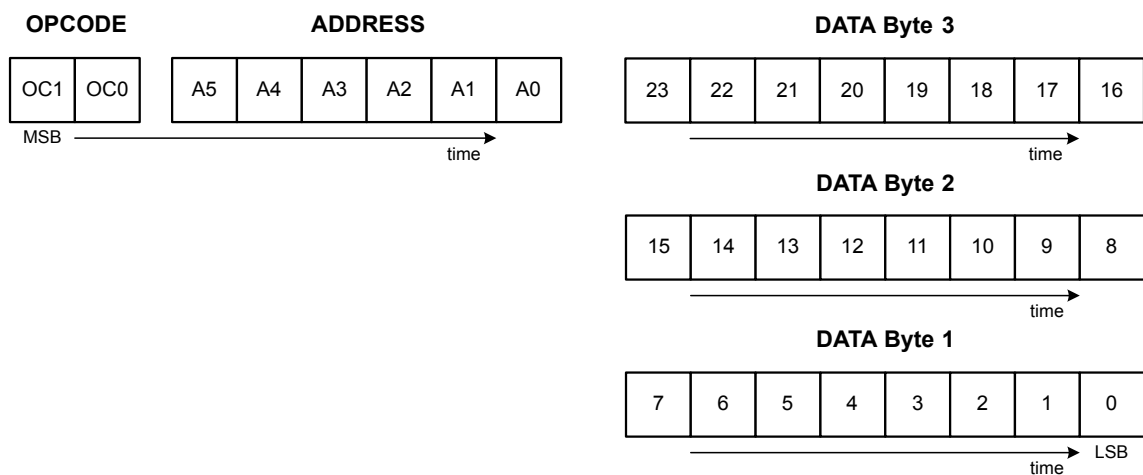 OPCODE ADDRESS DATA Byte 3
OC1 OC0 A5 A4 A3 A2 A1 A0 23 22 21 20 19 18 17 16
MSB time time
DATA Byte 2
15 14 13 12 11 10 9 8
time
DATA Byte 1
7 6 5 4 3 2 1 0
time LSB